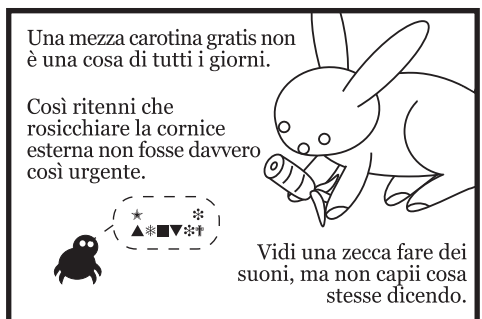 Una mezza carotina gratis non
è una cosa di tutti i giorni.
Così ritenni che
rosicchiare la cornice
esterna non fosse davvero
così urgente.
✭ ❇
▲❄■▼❇✞
Vidi una zecca fare dei
suoni, ma non capii cosa
stesse dicendo.